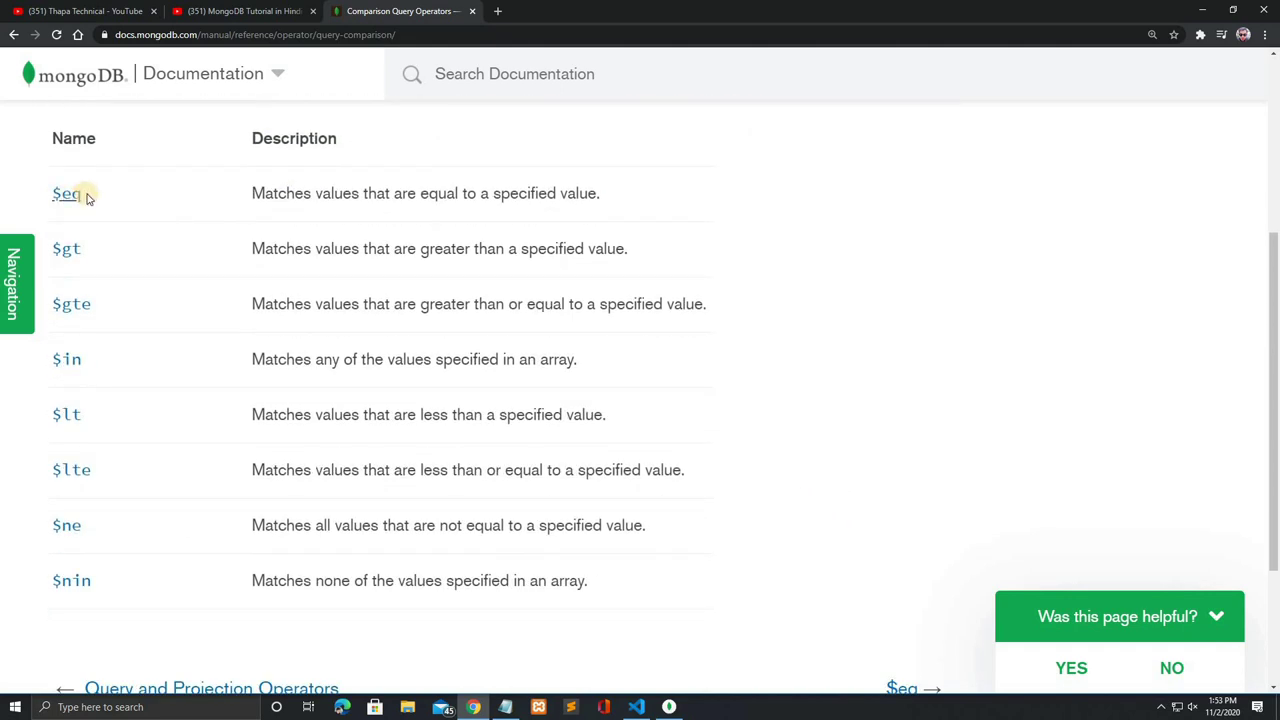 (351) Thapa Technical - YouTube
(351) MongoDB Tutorial in Hind
Comparison Query Operators —
docs.mongodb.com/manual/reference/operator/query-comparison/
mongoDB. Documentation
Search Documentation
Name Description
$eq Matches values that are equal to a specified value.
$gt Matches values that are greater than a specified value.
$gte Matches values that are greater than or equal to a specified value.
$in Matches any of the values specified in an array.
$lt Matches values that are less than a specified value.
$lte Matches values that are less than or equal to a specified value.
$ne Matches all values that are not equal to a specified value.
$nin Matches none of the values specified in an array.
Navigation
Was this page helpful?
YES NO
← Query and Projection Operators
$eq →
Type here to search
45
1:53 PM
11/2/2020